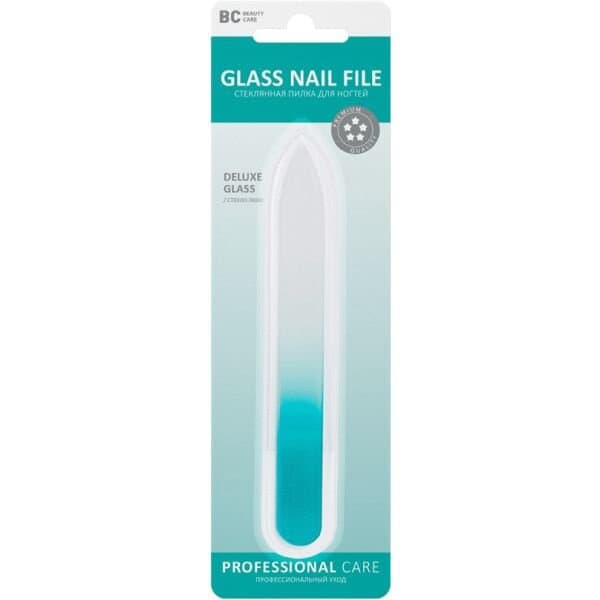 BC BEAUTY CARE
GLASS NAIL FILE
СТЕКЛЯННАЯ ПИЛКА ДЛЯ НОГТЕЙ
PREMIUM
QUALITY
DELUXE
GLASS
PROFESSIONAL CARE
ПРОФЕССИОНАЛЬНЫЙ УХОД